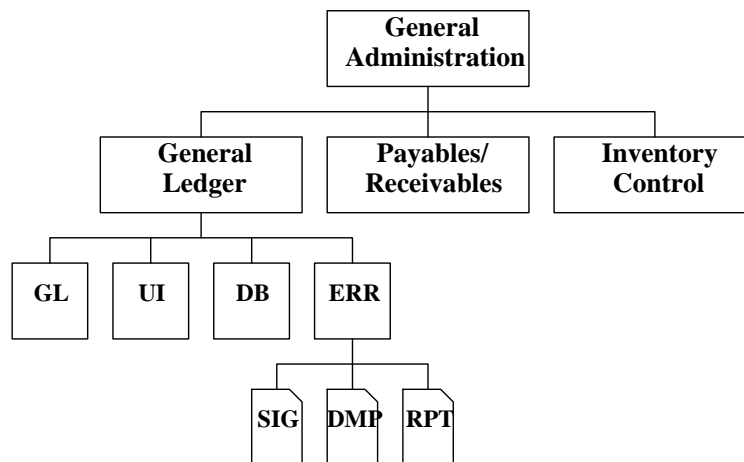 General
Administration
General
Ledger
Payables/
Receivables
Inventory
Control
GL
UI
DB
ERR
SIG
DMP
RPT